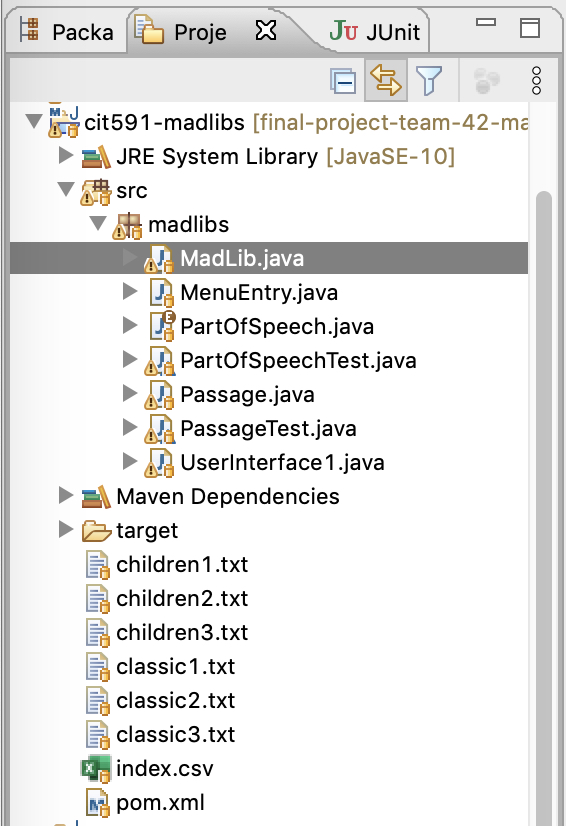 Packa Proje JUnit
cit591-madlibs [final-project-team-42-ma
JRE System Library [JavaSE-10]
src
madlibs
MadLib.java
MenuEntry.java
PartOfSpeech.java
PartOfSpeechTest.java
Passage.java
PassageTest.java
UserInterface1.java
Maven Dependencies
target
children1.txt
children2.txt
children3.txt
classic1.txt
classic2.txt
classic3.txt
index.csv
pom.xml